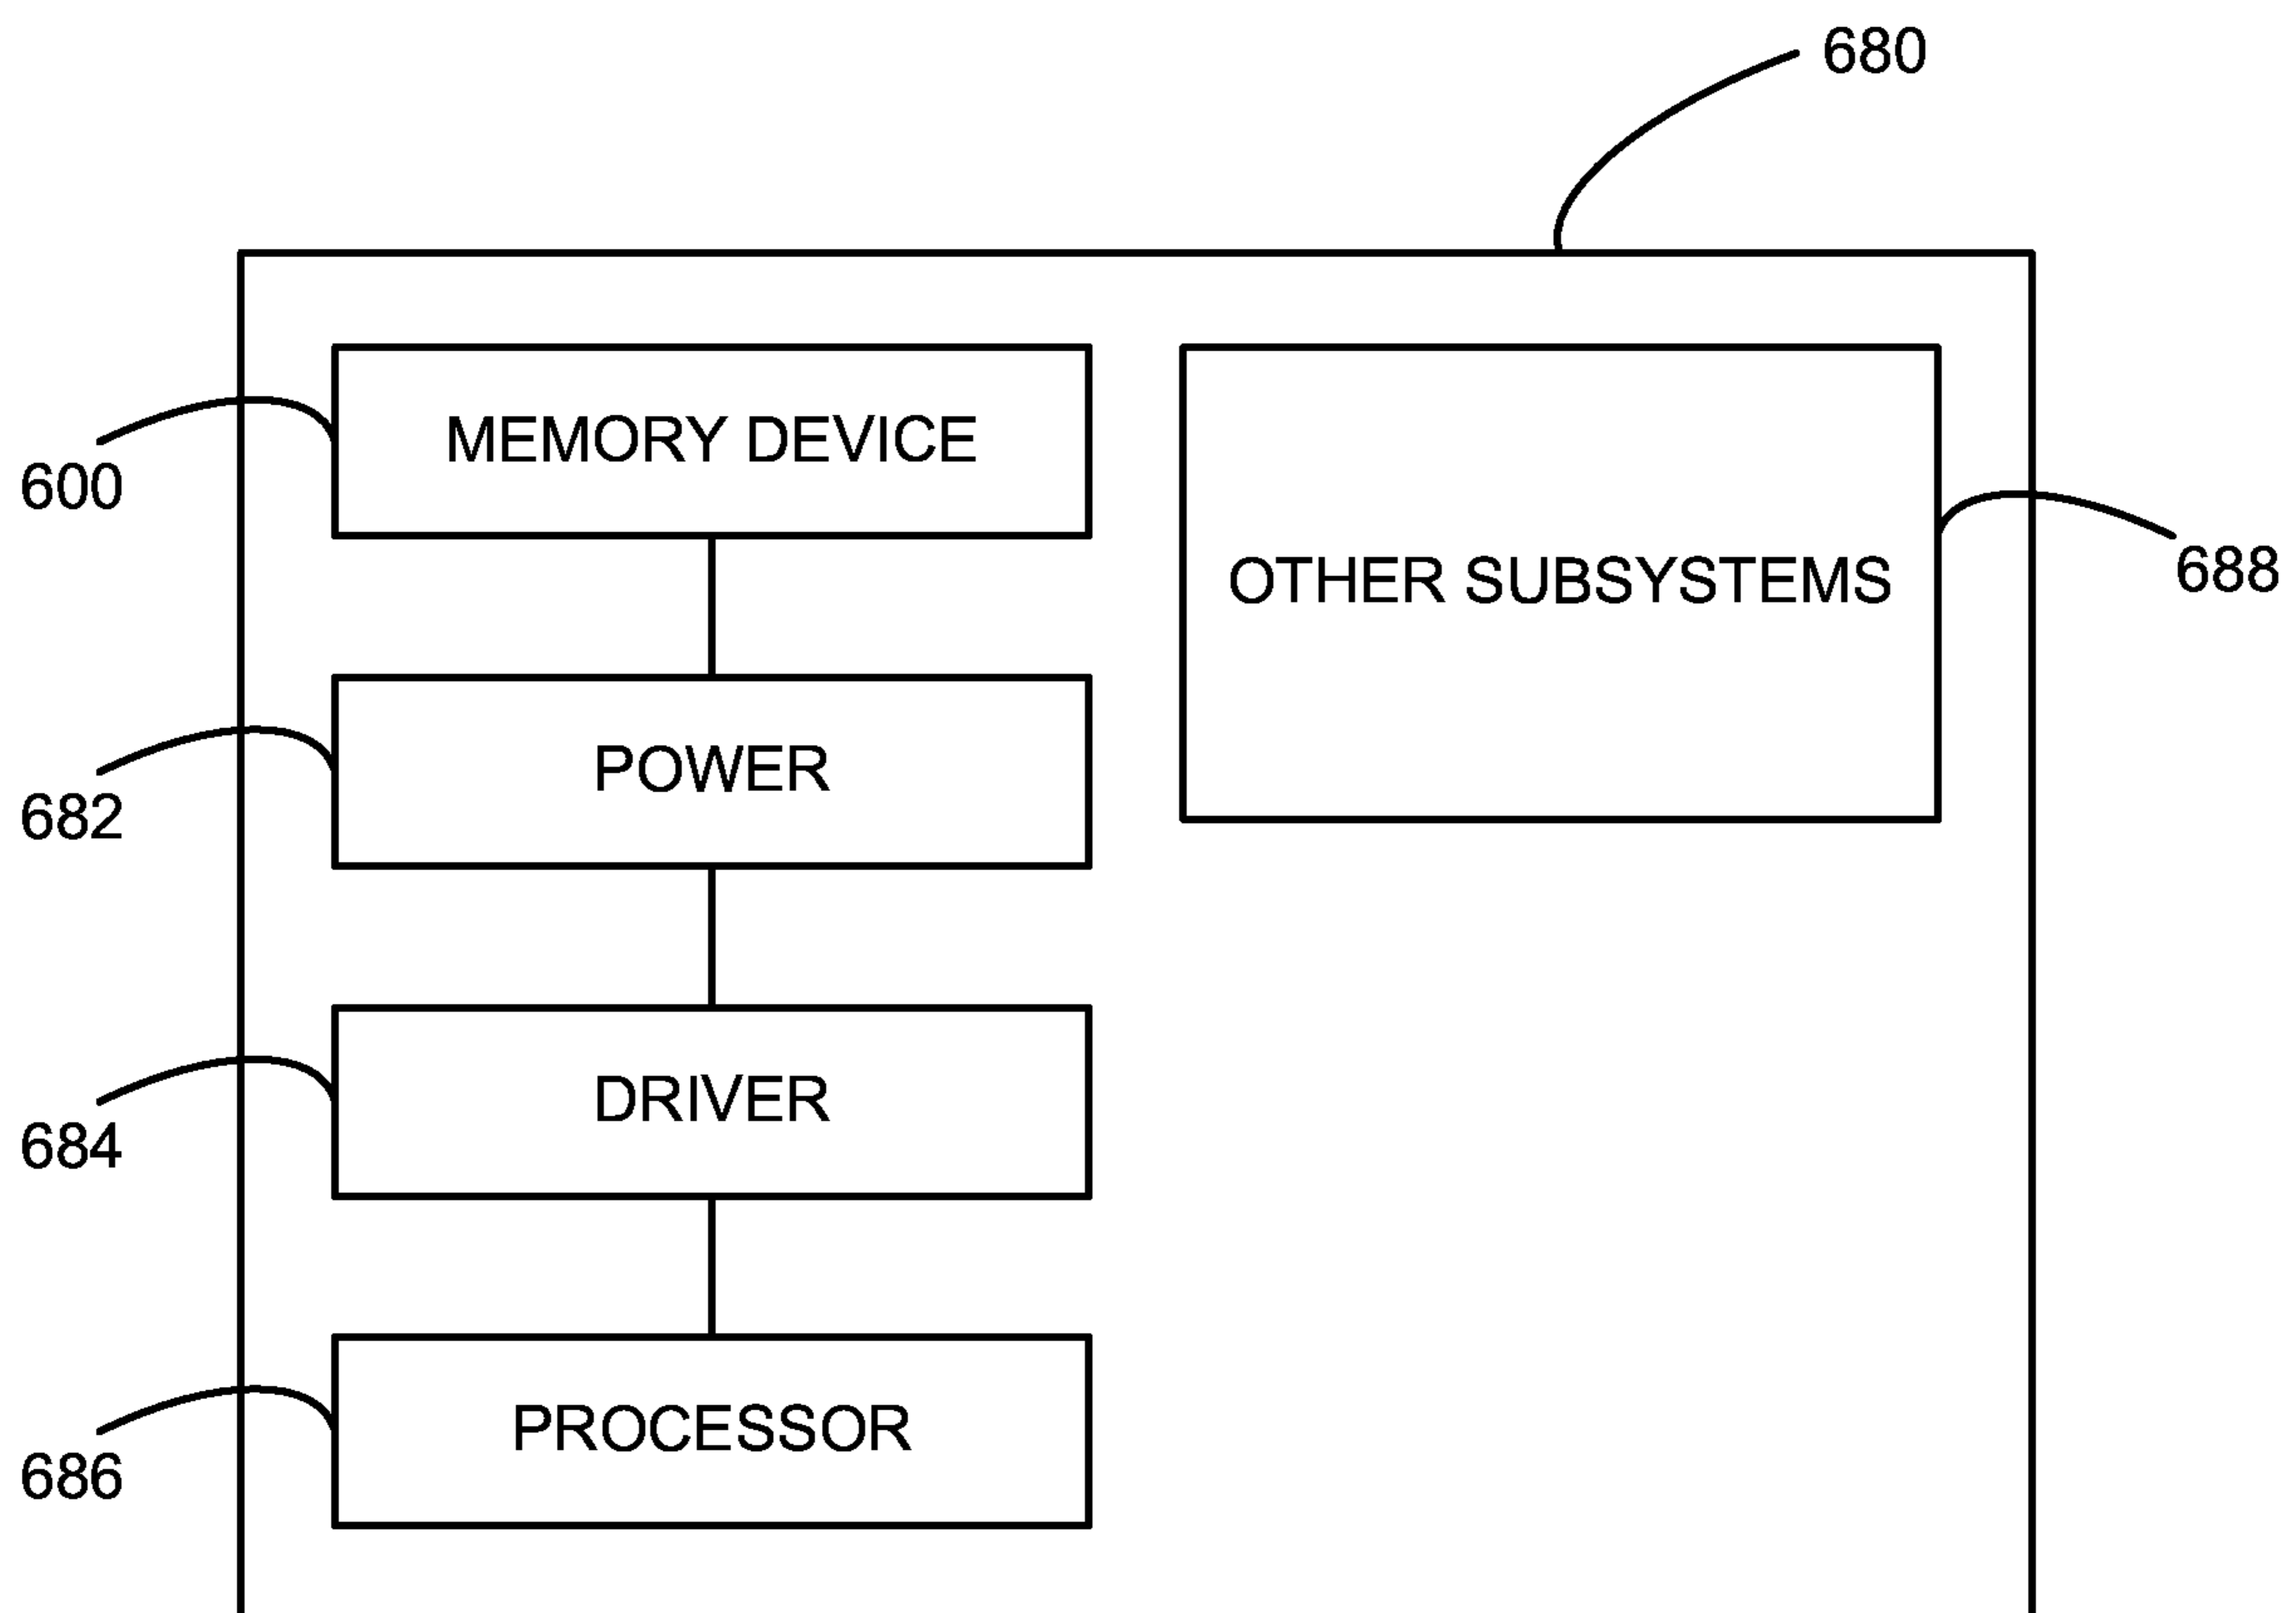 680
MEMORY DEVICE
600
OTHER SUBSYSTEMS
688
POWER
682
DRIVER
684
PROCESSOR
686